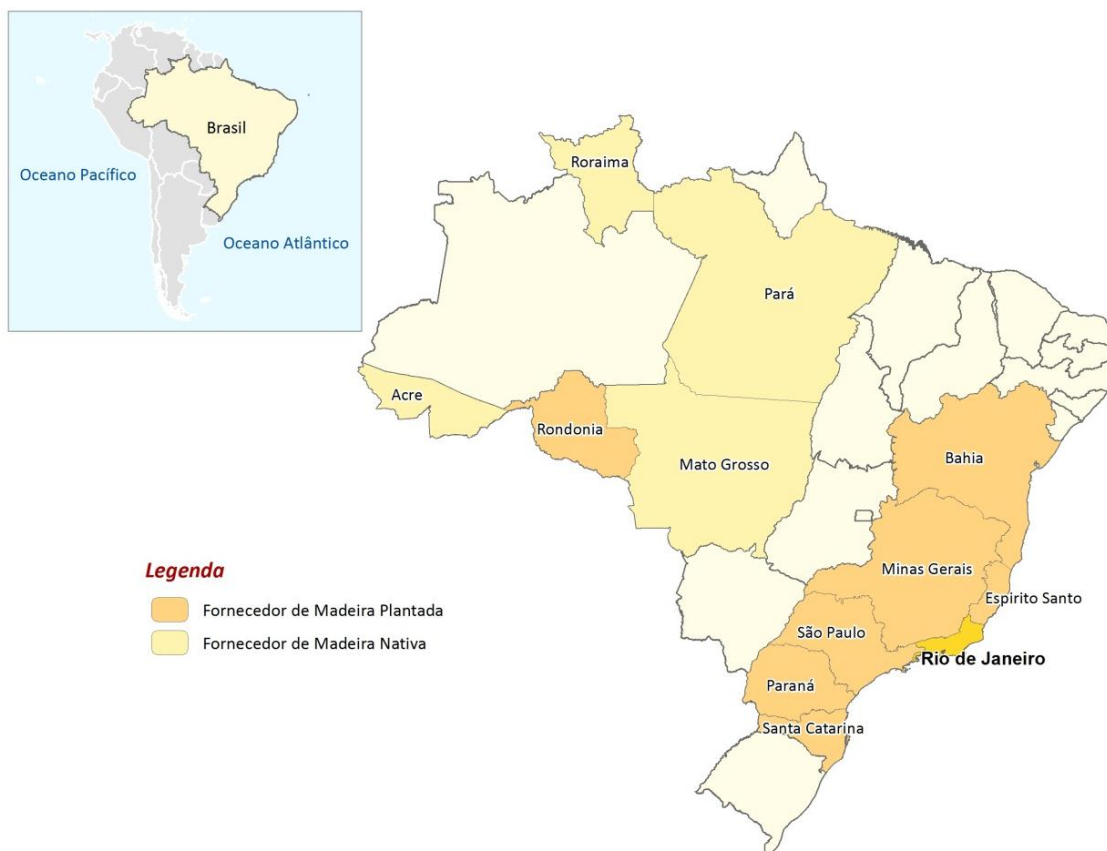 Brasil
Oceano Pacífico
Oceano Atlântico
Roraima
Pará
Acre
Rondonia
Mato Grosso
Bahia
Minas Gerais
Espirito Santo
São Paulo
Rio de Janeiro
Paraná
Santa Catarina
Legenda
Fornecedor de Madeira Plantada
Fornecedor de Madeira Nativa